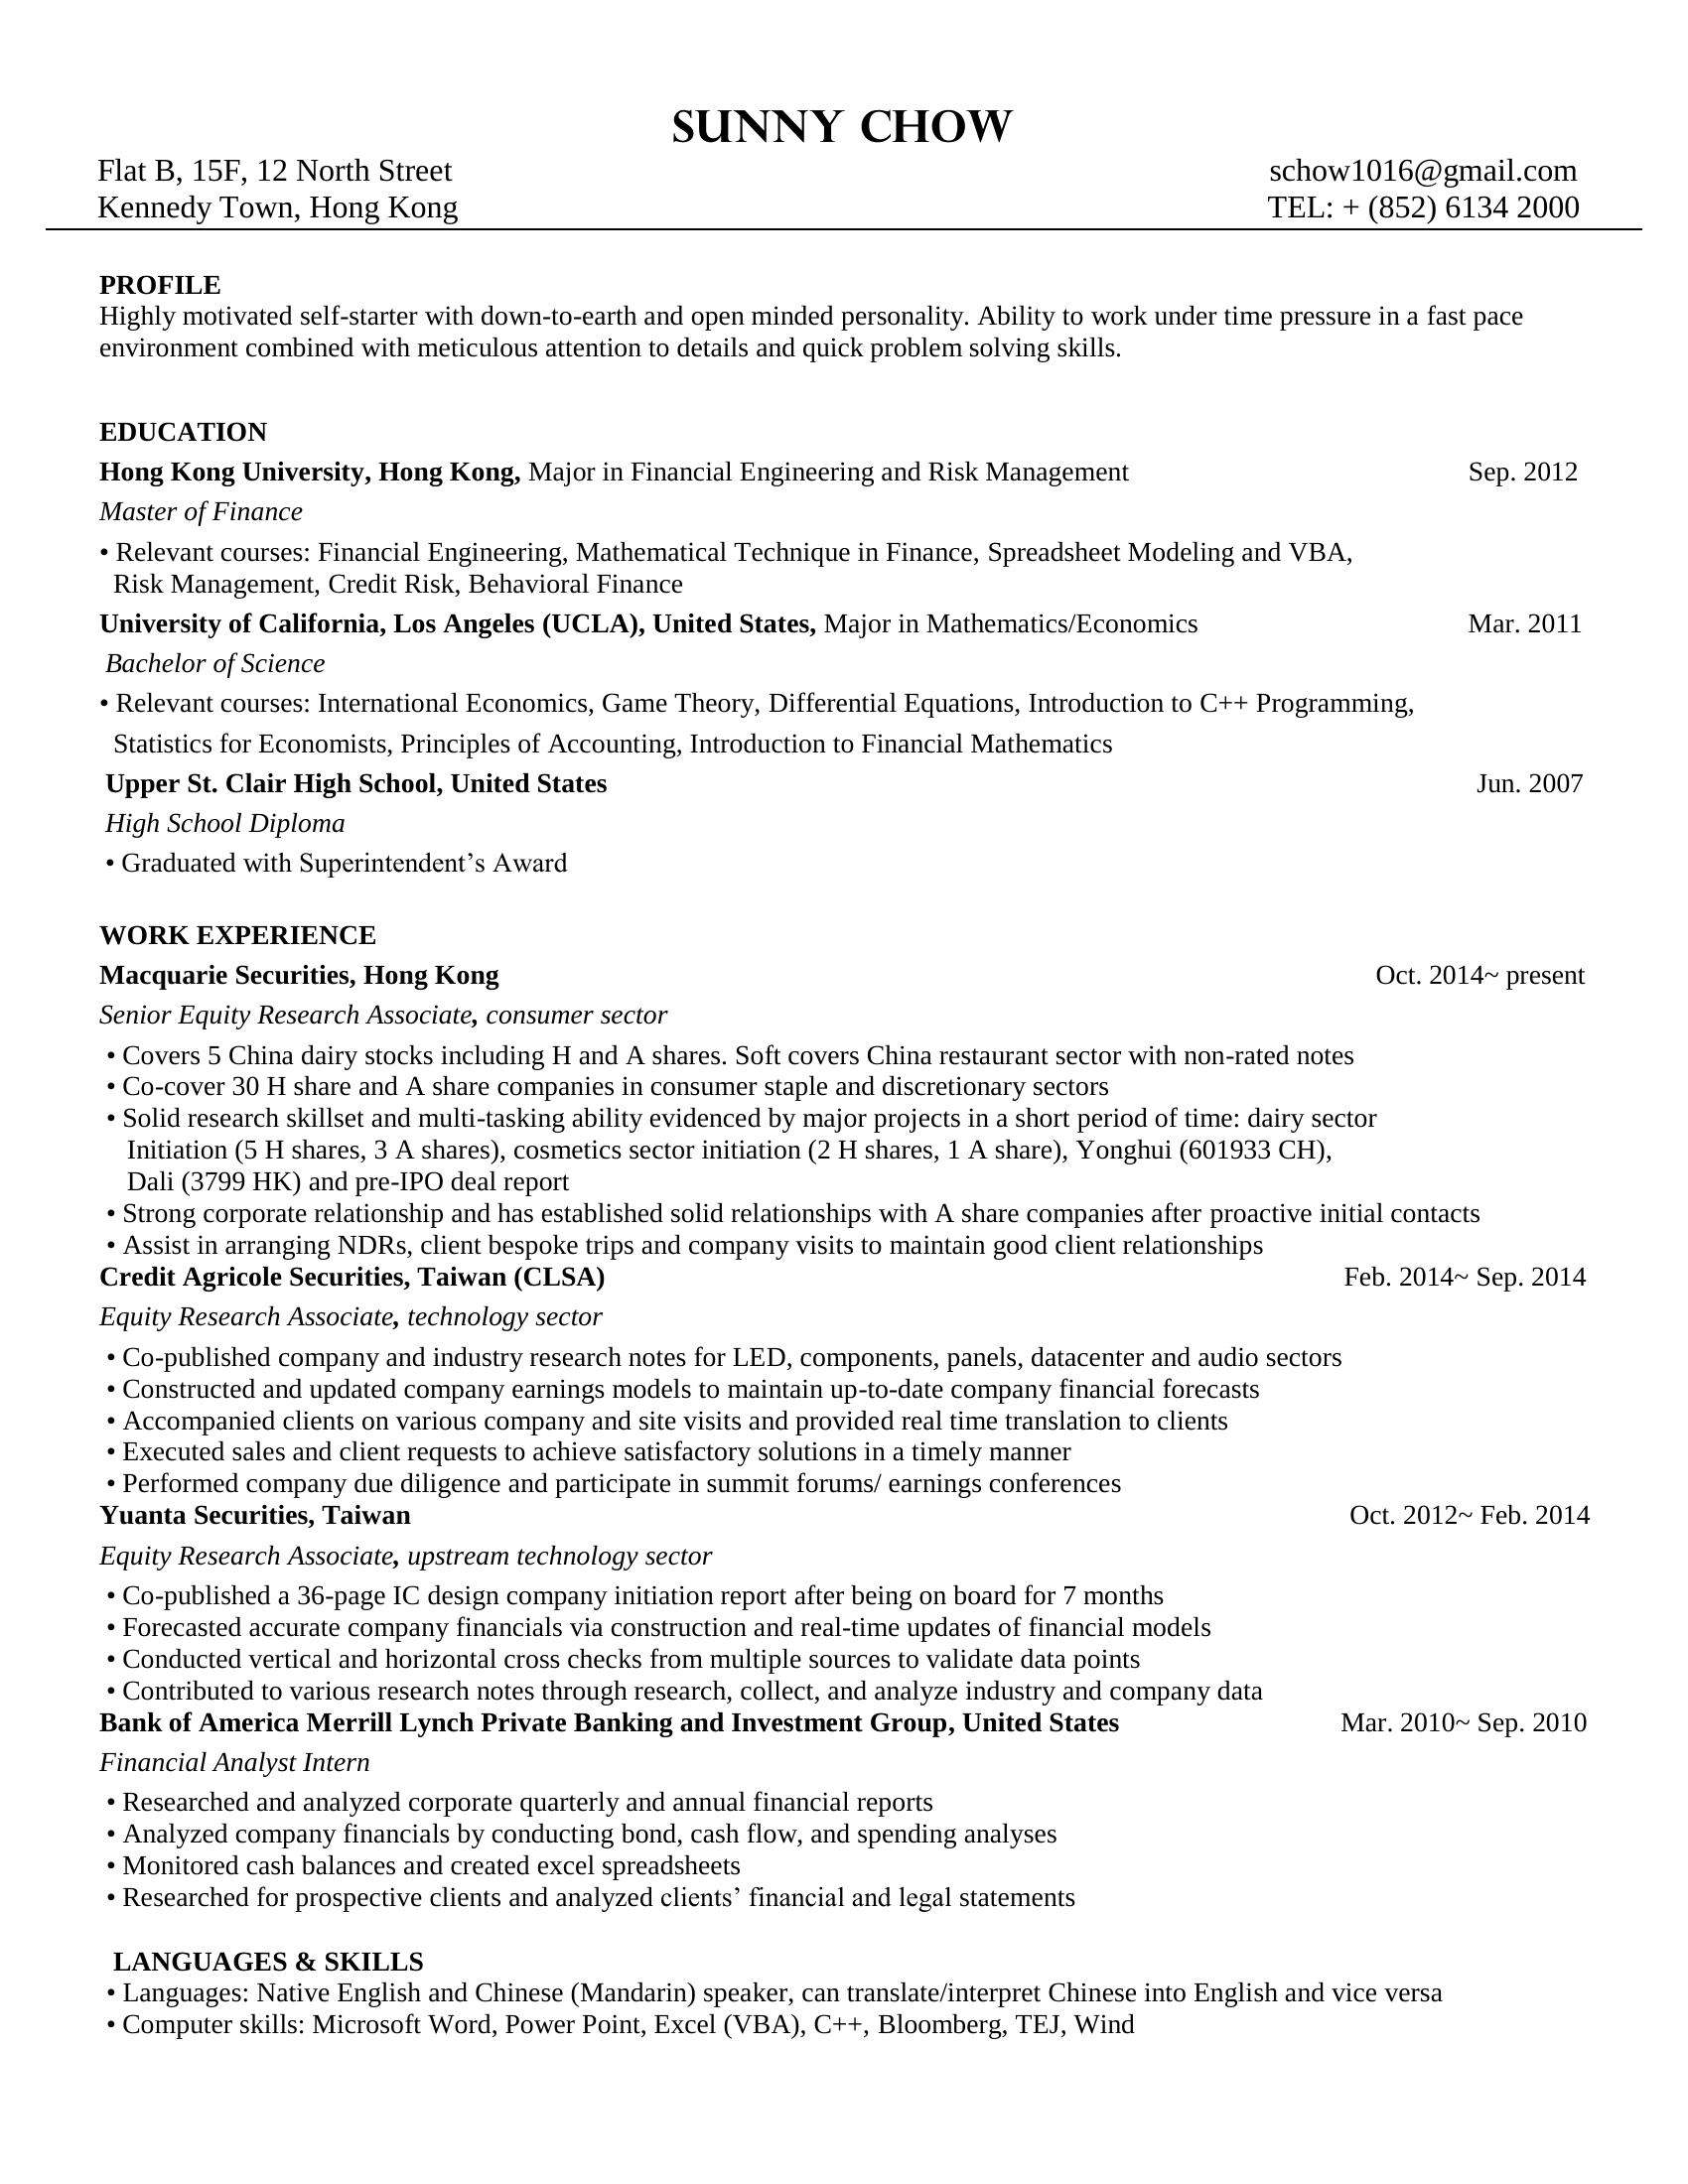 SUNNY CHOW
Flat B, 15F, 12 North Street schow1016@gmail.com
Kennedy Town, Hong Kong TEL: + (852) 6134 2000
PROFILE
Highly motivated self-starter with down-to-earth and open minded personality. Ability to work under time pressure in a fast pace
environment combined with meticulous attention to details and quick problem solving skills.
EDUCATION
Hong Kong University, Hong Kong, Major in Financial Engineering and Risk Management Sep. 2012
Master of Finance
• Relevant courses: Financial Engineering, Mathematical Technique in Finance, Spreadsheet Modeling and VBA,
Risk Management, Credit Risk, Behavioral Finance
University of California, Los Angeles (UCLA), United States, Major in Mathematics/Economics Mar. 2011
Bachelor of Science
• Relevant courses: International Economics, Game Theory, Differential Equations, Introduction to C++ Programming,
Statistics for Economists, Principles of Accounting, Introduction to Financial Mathematics
Upper St. Clair High School, United States Jun. 2007
High School Diploma
• Graduated with Superintendent’s Award
WORK EXPERIENCE
Macquarie Securities, Hong Kong Oct. 2014~ present
Senior Equity Research Associate, consumer sector
• Covers 5 China dairy stocks including H and A shares. Soft covers China restaurant sector with non-rated notes
• Co-cover 30 H share and A share companies in consumer staple and discretionary sectors
• Solid research skillset and multi-tasking ability evidenced by major projects in a short period of time: dairy sector
Initiation (5 H shares, 3 A shares), cosmetics sector initiation (2 H shares, 1 A share), Yonghui (601933 CH),
Dali (3799 HK) and pre-IPO deal report
• Strong corporate relationship and has established solid relationships with A share companies after proactive initial contacts
• Assist in arranging NDRs, client bespoke trips and company visits to maintain good client relationships
Credit Agricole Securities, Taiwan (CLSA) Feb. 2014~ Sep. 2014
Equity Research Associate, technology sector
• Co-published company and industry research notes for LED, components, panels, datacenter and audio sectors
• Constructed and updated company earnings models to maintain up-to-date company financial forecasts
• Accompanied clients on various company and site visits and provided real time translation to clients
• Executed sales and client requests to achieve satisfactory solutions in a timely manner
• Performed company due diligence and participate in summit forums/ earnings conferences
Yuanta Securities, Taiwan Oct. 2012~ Feb. 2014
Equity Research Associate, upstream technology sector
• Co-published a 36-page IC design company initiation report after being on board for 7 months
• Forecasted accurate company financials via construction and real-time updates of financial models
• Conducted vertical and horizontal cross checks from multiple sources to validate data points
• Contributed to various research notes through research, collect, and analyze industry and company data
Bank of America Merrill Lynch Private Banking and Investment Group, United States Mar. 2010~ Sep. 2010
Financial Analyst Intern
• Researched and analyzed corporate quarterly and annual financial reports
• Analyzed company financials by conducting bond, cash flow, and spending analyses
• Monitored cash balances and created excel spreadsheets
• Researched for prospective clients and analyzed clients’ financial and legal statements
LANGUAGES & SKILLS
• Languages: Native English and Chinese (Mandarin) speaker, can translate/interpret Chinese into English and vice versa
• Computer skills: Microsoft Word, Power Point, Excel (VBA), C++, Bloomberg, TEJ, Wind